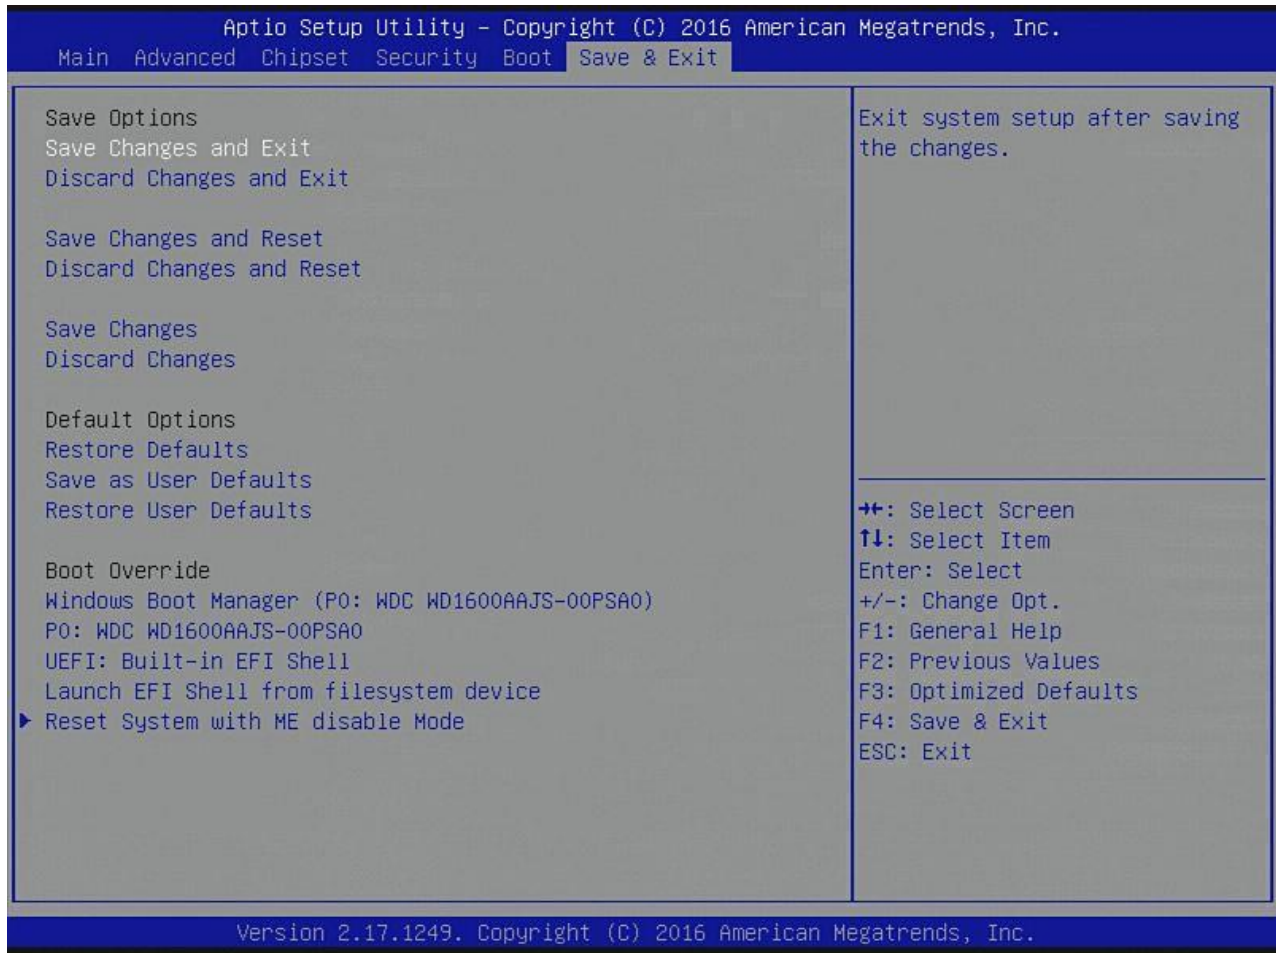 Aptio Setup Utility – Copyright (C) 2016 American Megatrends, Inc.
Main Advanced Chipset Security Boot Save & Exit
Save Options
Save Changes and Exit
Discard Changes and Exit
Save Changes and Reset
Discard Changes and Reset
Save Changes
Discard Changes
Default Options
Restore Defaults
Save as User Defaults
Restore User Defaults
Boot Override
Windows Boot Manager (P0: WDC WD1600AAJS-00PSA0)
P0: WDC WD1600AAJS-00PSA0
UEFI: Built-in EFI Shell
Launch EFI Shell from filesystem device
Reset System with ME disable Mode
Exit system setup after saving
the changes.
→←: Select Screen
↑↓: Select Item
Enter: Select
+/-: Change Opt.
F1: General Help
F2: Previous Values
F3: Optimized Defaults
F4: Save & Exit
ESC: Exit
Version 2.17.1249. Copyright (C) 2016 American Megatrends, Inc.